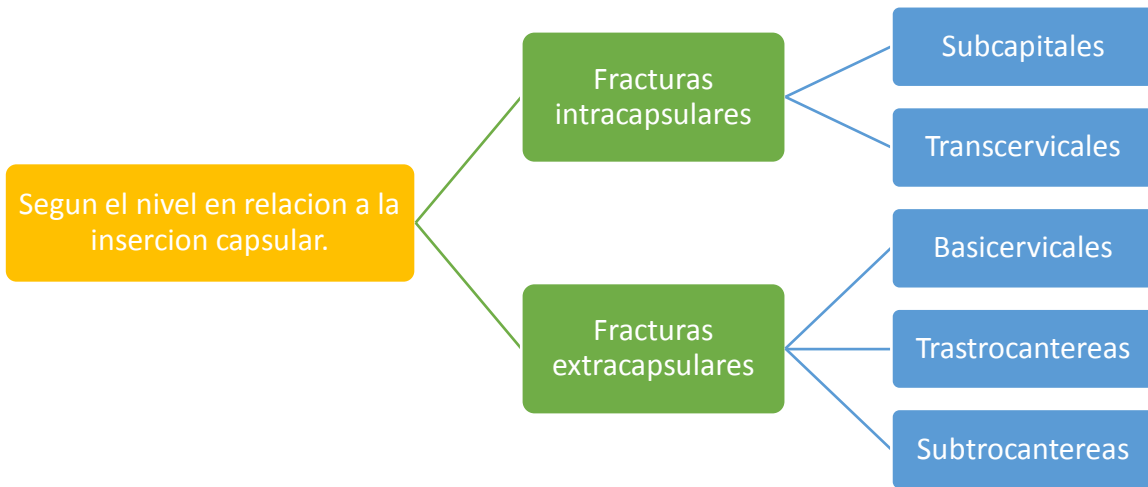 Segun el nivel en relacion a la
insercion capsular.
Fracturas
intracapsulares
Subcapitales
Transcervicales
Fracturas
extracapsulares
Basicervicales
Trastrocantereas
Subtrocantereas